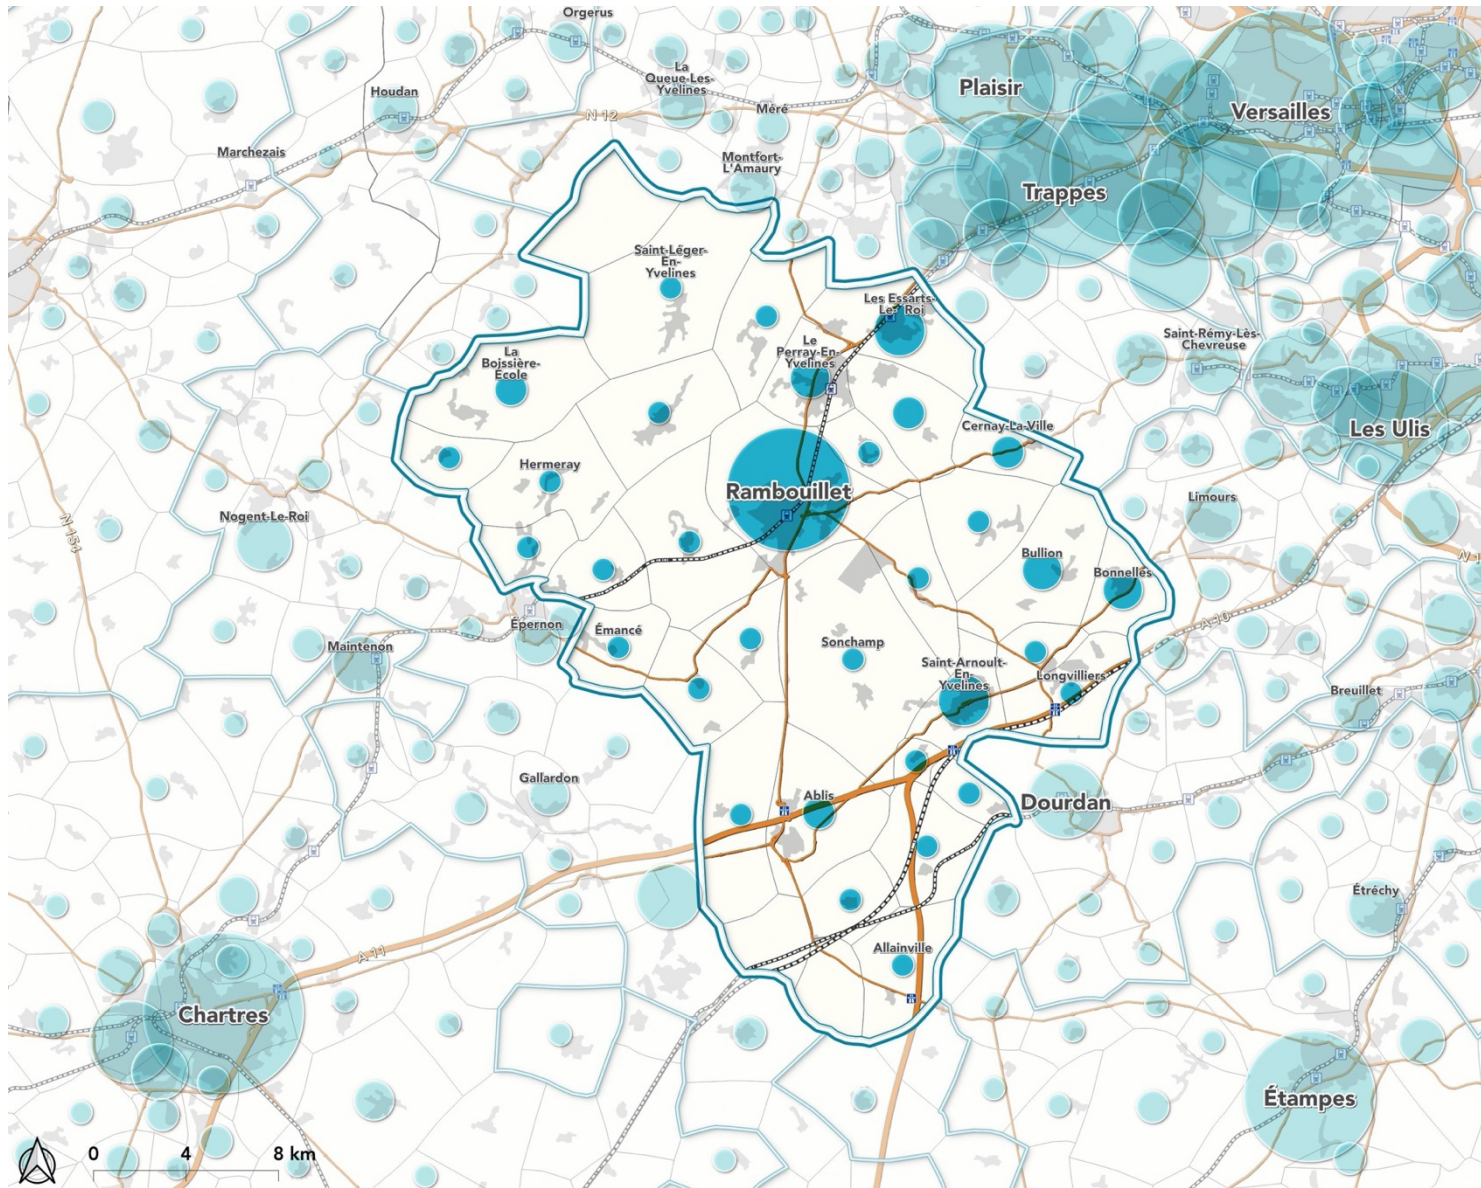 Orgerus
La
Queue-Les-
Yvelines
Plaisir
Houdan
Méré
N 12
Versailles
Marchezais
Montfort-
L'Amaury
Trappes
Saint-Léger-
En-
Yvelines
Les Essarts-
Le- Roi
Le
Perray-En-
Yvelines
Saint-Rémy-Lès-
Chevreuse
La
Boissière-
École
Les Ulis
Cernay-La-Ville
Hermeray
Rambouillet
Limours
Nogent-Le-Roi
N 154
Bullion
Bonnelles
N 1
Épernon
Émancé
A 10
Sonchamp
Maintenon
Saint-Arnoult-
En-
Yvelines
Longvilliers
Breuillet
Gallardon
Ablis
Dourdan
Étréchy
A 11
Allainville
Chartres
Étampes
0 4 8 km